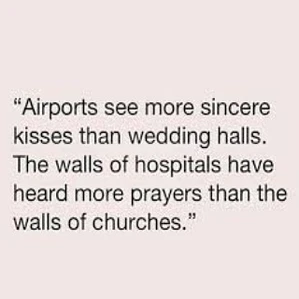 “Airports see more sincere
kisses than wedding halls.
The walls of hospitals have
heard more prayers than the
walls of churches.”